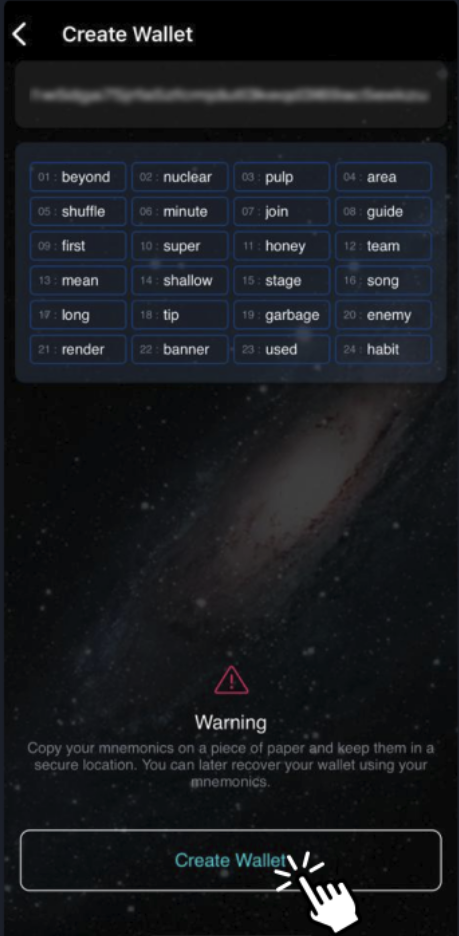 Create Wallet
01 : beyond 02 : nuclear 03 : pulp 04 : area
05 : shuffle 06 : minute 07 : join 08 : guide
09 : first 10 : super 11 : honey 12 : team
13 : mean 14 : shallow 15 : stage 16 : song
17 : long 18 : tip 19 : garbage 20 : enemy
21 : render 22 : banner 23 : used 24 : habit
Warning
Copy your mnemonics on a piece of paper and keep them in a
secure location. You can later recover your wallet using your
mnemonics.
Create Wallet